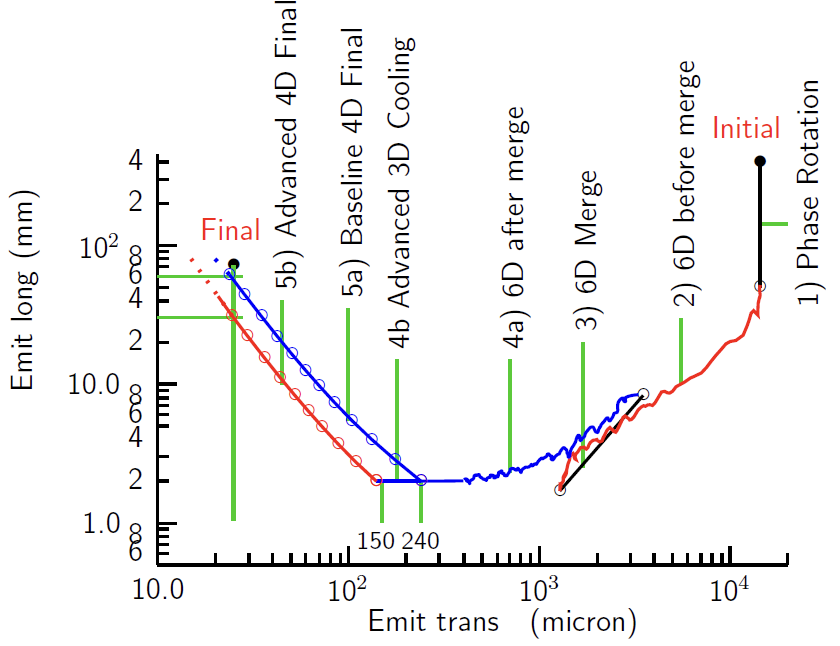 5b) Advanced 4D Final
5a) Baseline 4D Final
4b Advanced 3D Cooling
4a) 6D after merge
3) 6D Merge
2) 6D before merge
1) Phase Rotation
Initial
Final
Emit long (mm)
4
2
10²
8
6
4
2
10.0
8
6
4
2
1.0
8
6
150 240
10.0
10²
10³
10⁴
Emit trans (micron)